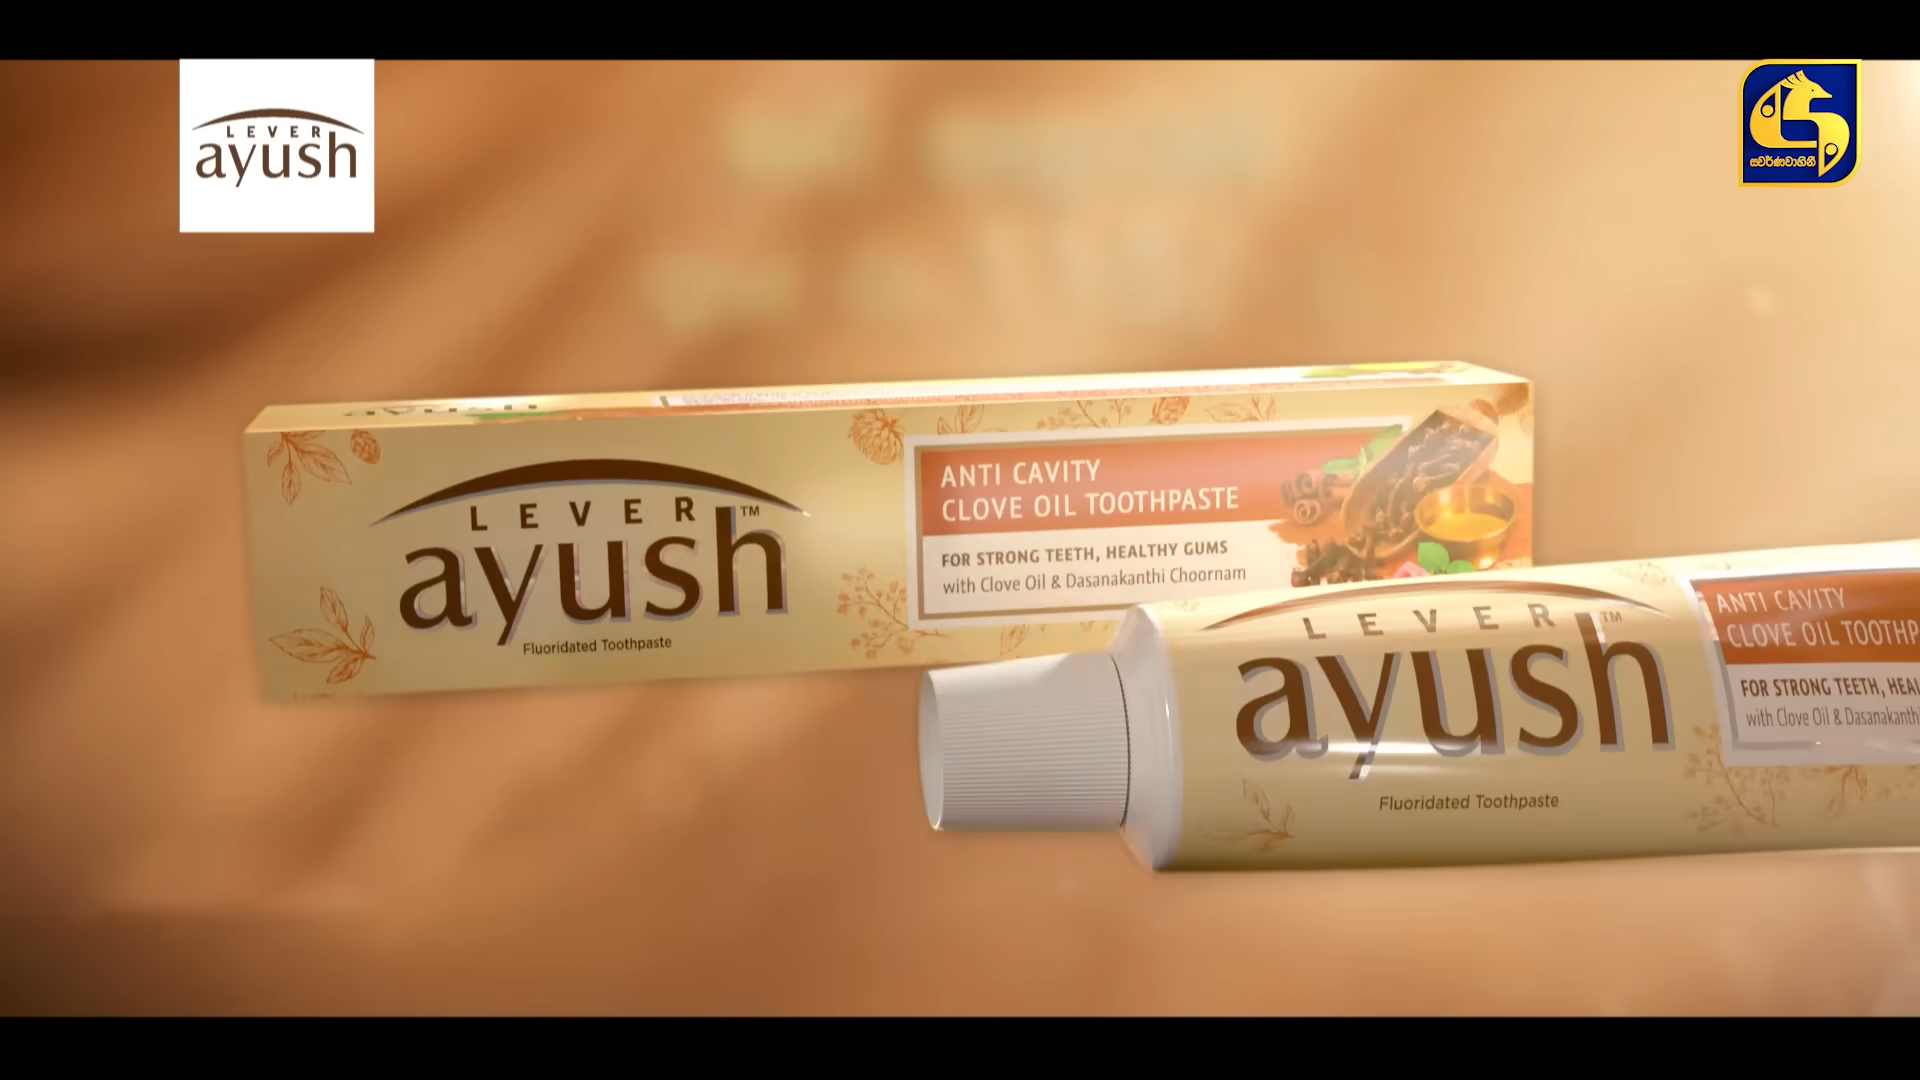 LEVER
ayush
ස්වර්ණවාහිනී
LEVER
ayush™
Fluoridated Toothpaste
ANTI CAVITY
CLOVE OIL TOOTHPASTE
FOR STRONG TEETH, HEALTHY GUMS
with Clove Oil & Dasanakanthi Choornam
LEVER
ayush™
Fluoridated Toothpaste
ANTI CAVITY
CLOVE OIL TOOTHP
FOR STRONG TEETH, HEAL
with Clove Oil & Dasanakanth